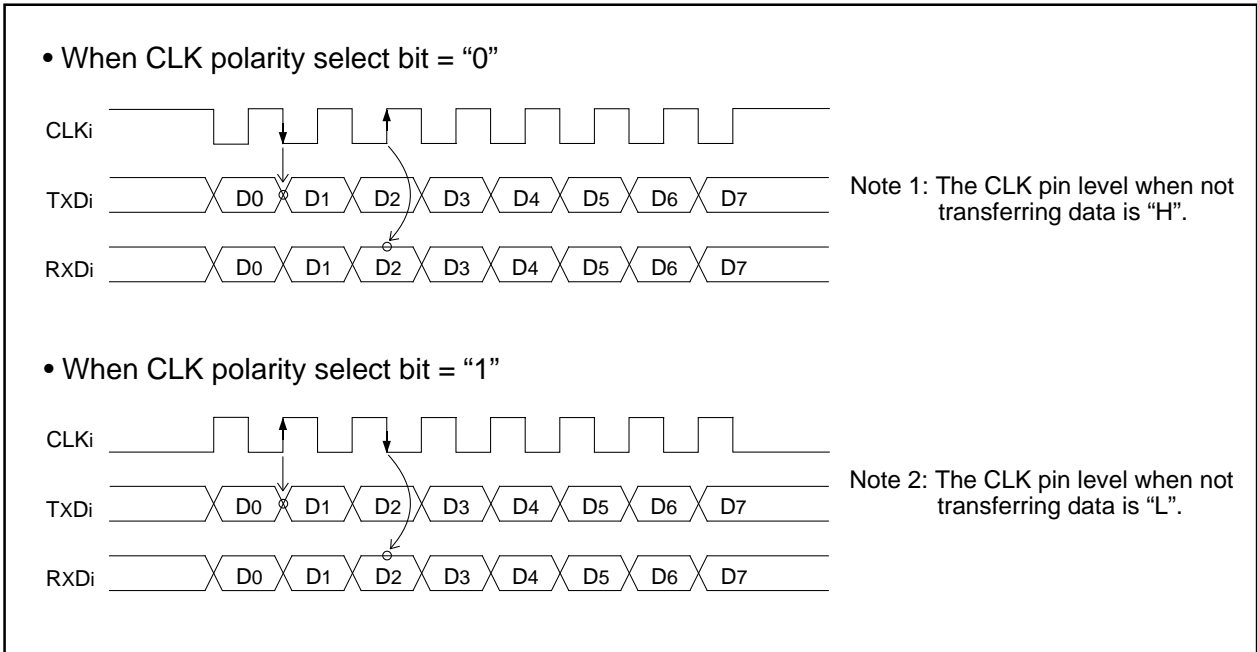 • When CLK polarity select bit = “0”
CLKi
TXDi D0 D1 D2 D3 D4 D5 D6 D7
RXDi D0 D1 D2 D3 D4 D5 D6 D7
Note 1: The CLK pin level when not
transferring data is “H”.
• When CLK polarity select bit = “1”
CLKi
TXDi D0 D1 D2 D3 D4 D5 D6 D7
RXDi D0 D1 D2 D3 D4 D5 D6 D7
Note 2: The CLK pin level when not
transferring data is “L”.